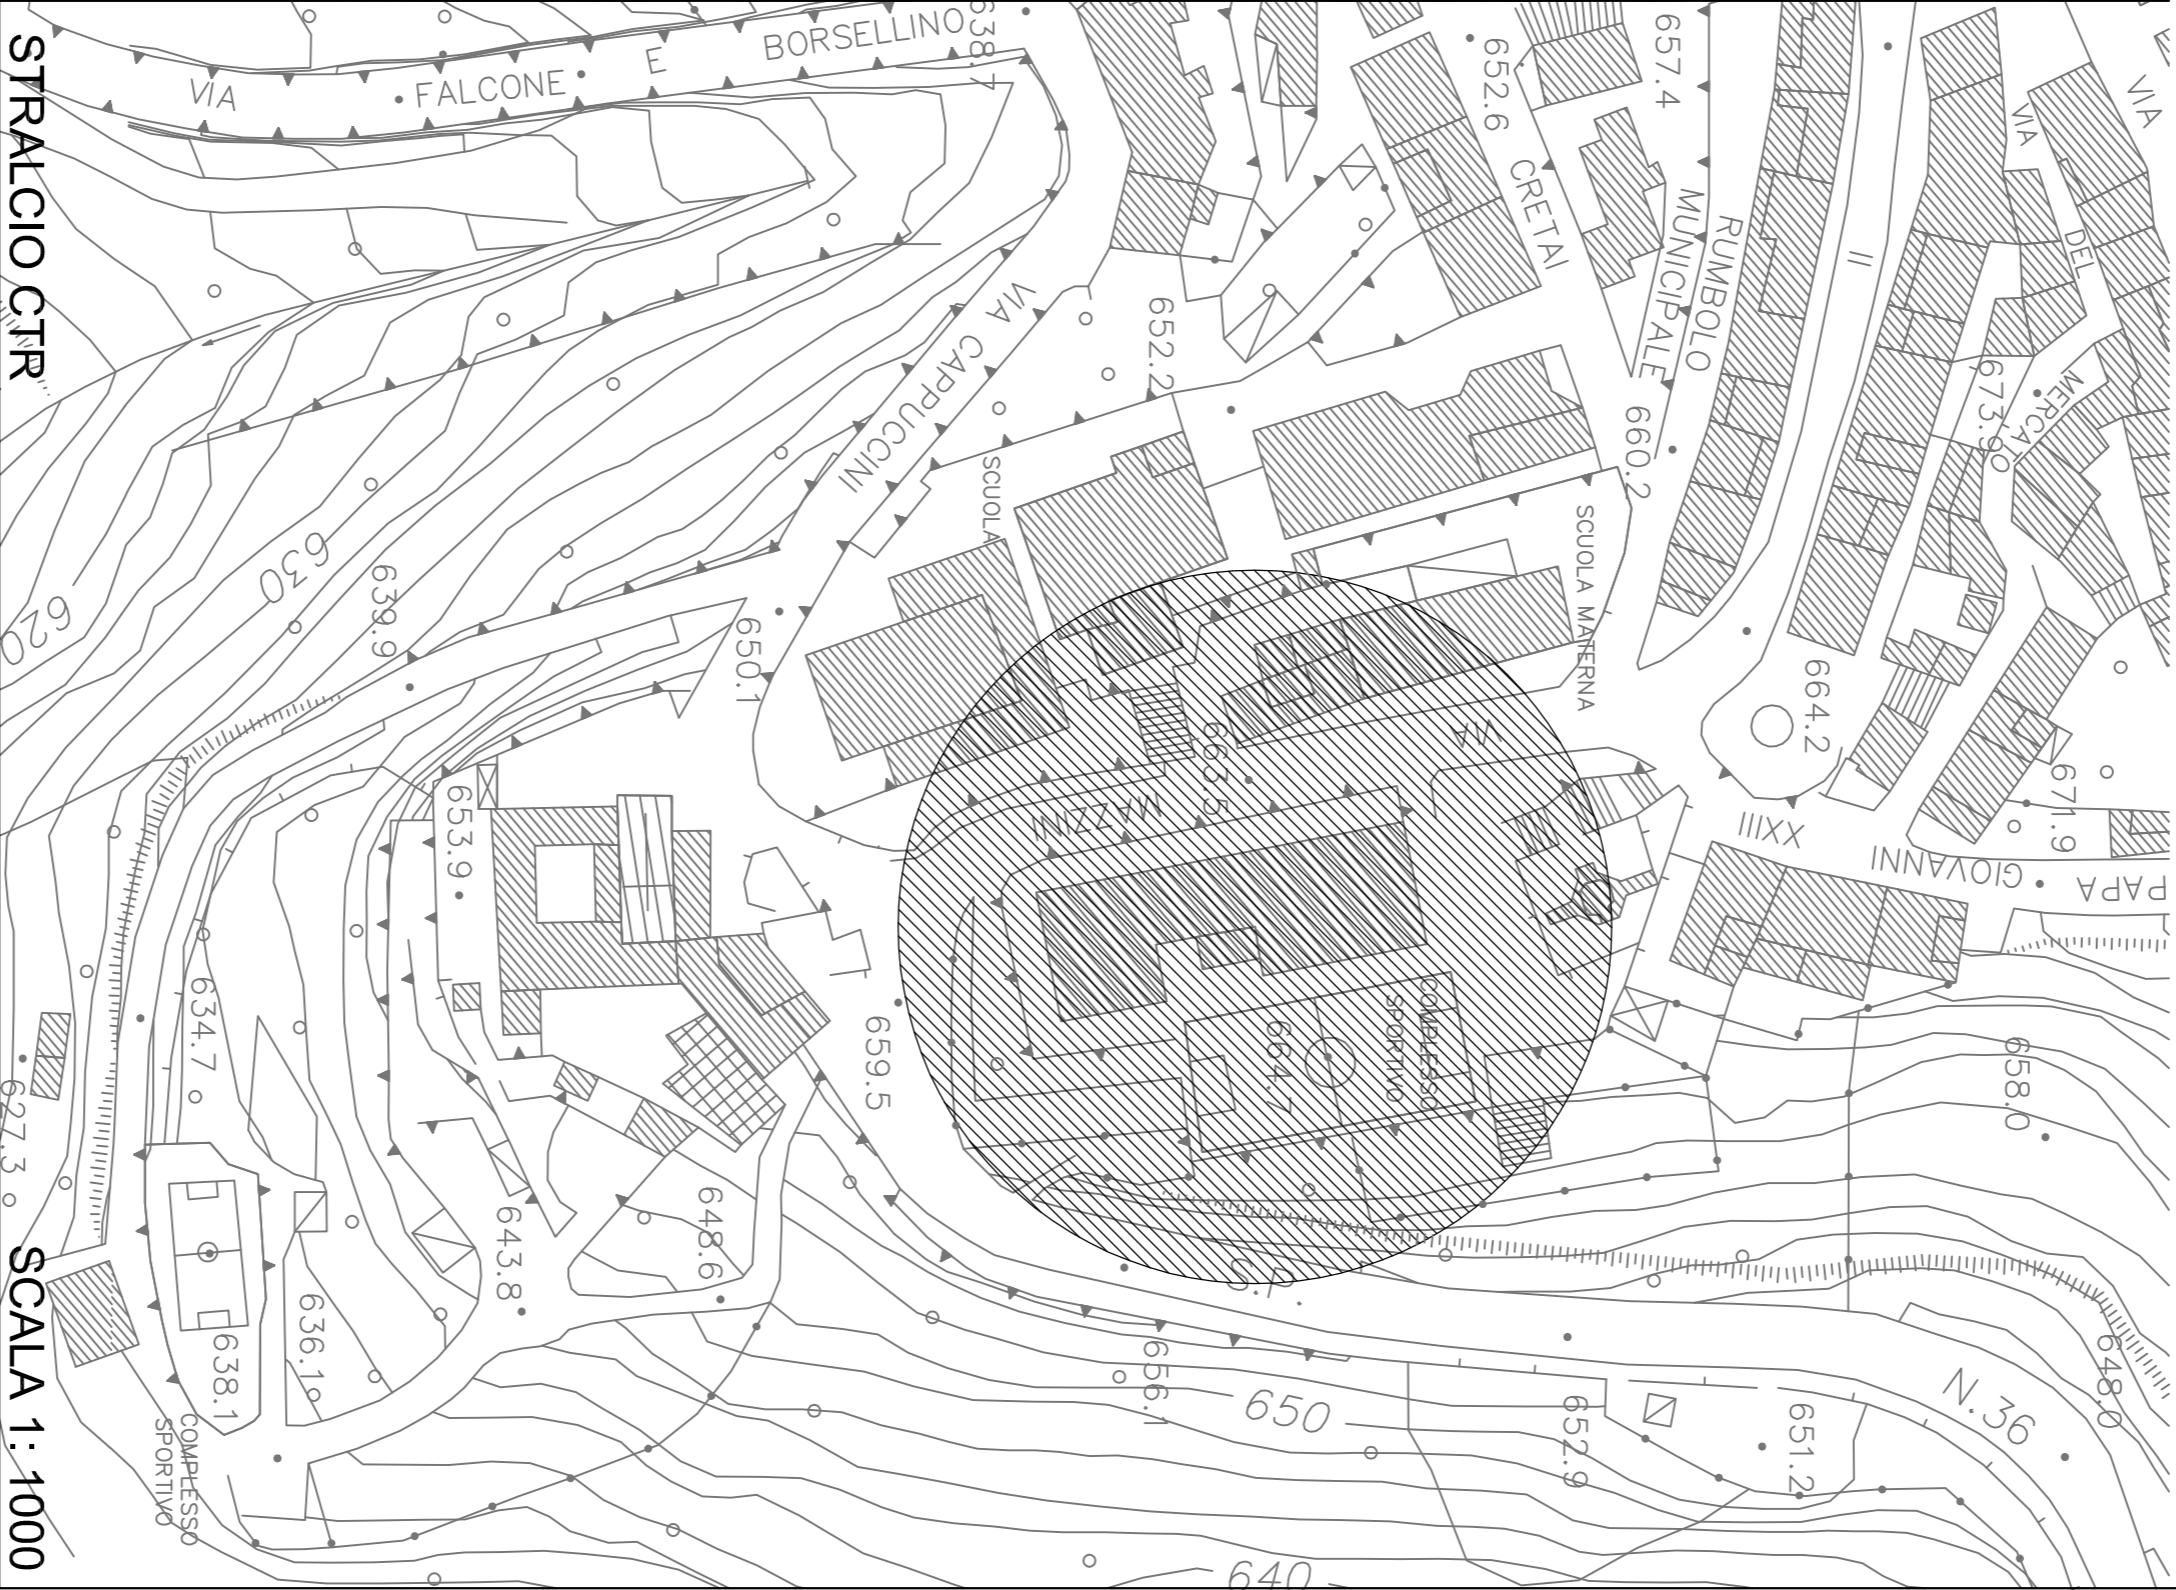 STRALCIO CTR
SCALA 1: 1000
VIA
FALCONE
E
BORSELLINO
638.7
652.6
657.4
CRETAI
MUNICIPALE
RUMBOLO
II
VIA
DEL
MERCAT
VIA
673.9
VIA CAPPUCCINI
652.2
660.2
SCUOLA
SCUOLA MATERNA
630
620
639.9
650.1
663.5
VIA
MAZZINI
664.2
671.9
XXIII
GIOVANNI
PAPA
653.9
659.5
COMPLESSO
SPORTIVO
664.7
658.0
634.7
627.3
643.8
648.6
636.1
638.1
COMPLESSO
SPORTIVO
S.P.
N.36
656.1
650
652.9
651.2
648.0
640